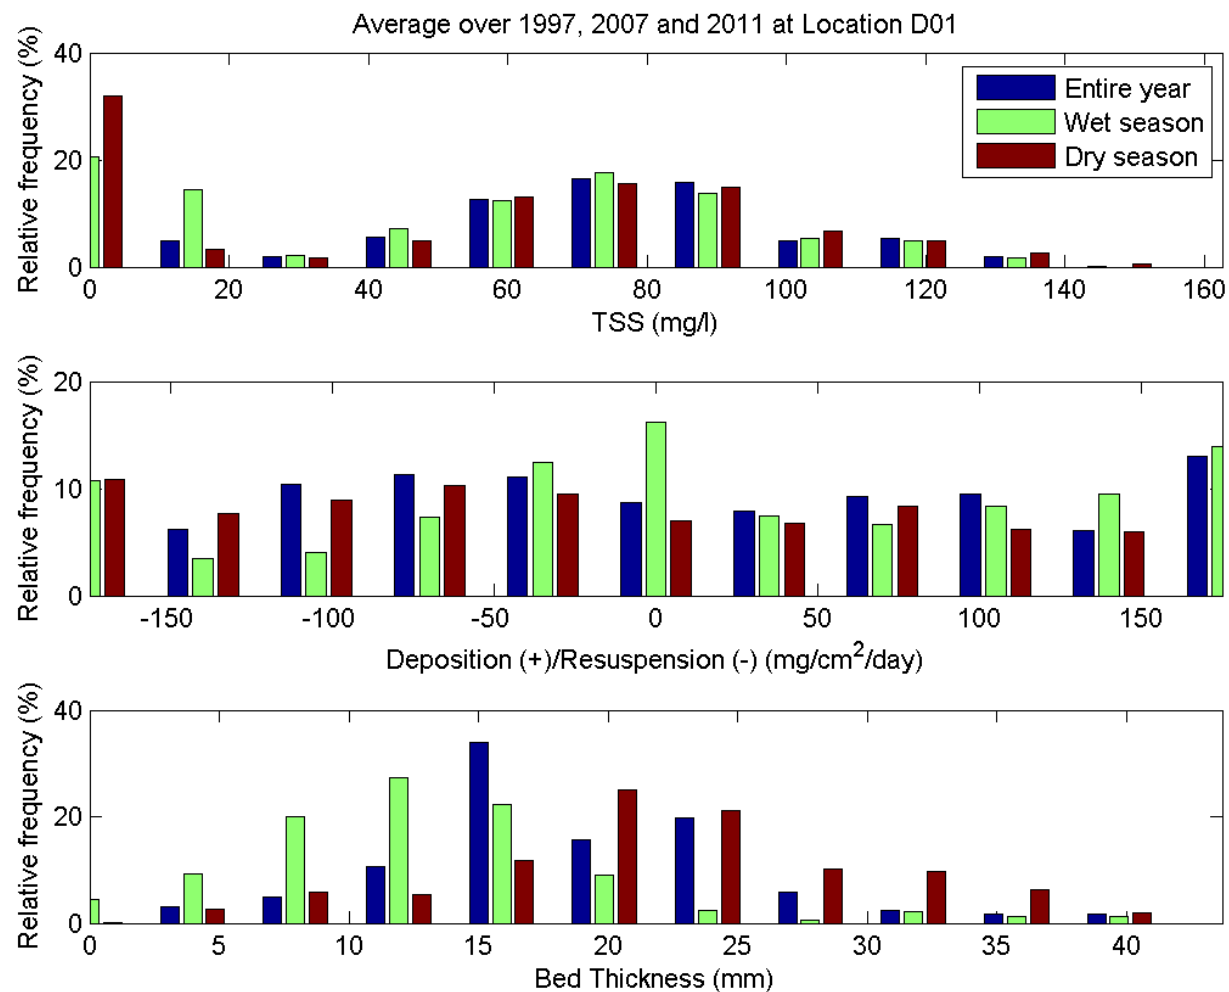 Average over 1997, 2007 and 2011 at Location D01
Relative frequency (%)
40
20
0
Entire year
Wet season
Dry season
0 20 40 60 80 100 120 140 160
TSS (mg/l)
Relative frequency (%)
20
10
0
-150 -100 -50 0 50 100 150
Deposition (+)/Resuspension (-) (mg/cm²/day)
Relative frequency (%)
40
20
0
0 5 10 15 20 25 30 35 40
Bed Thickness (mm)